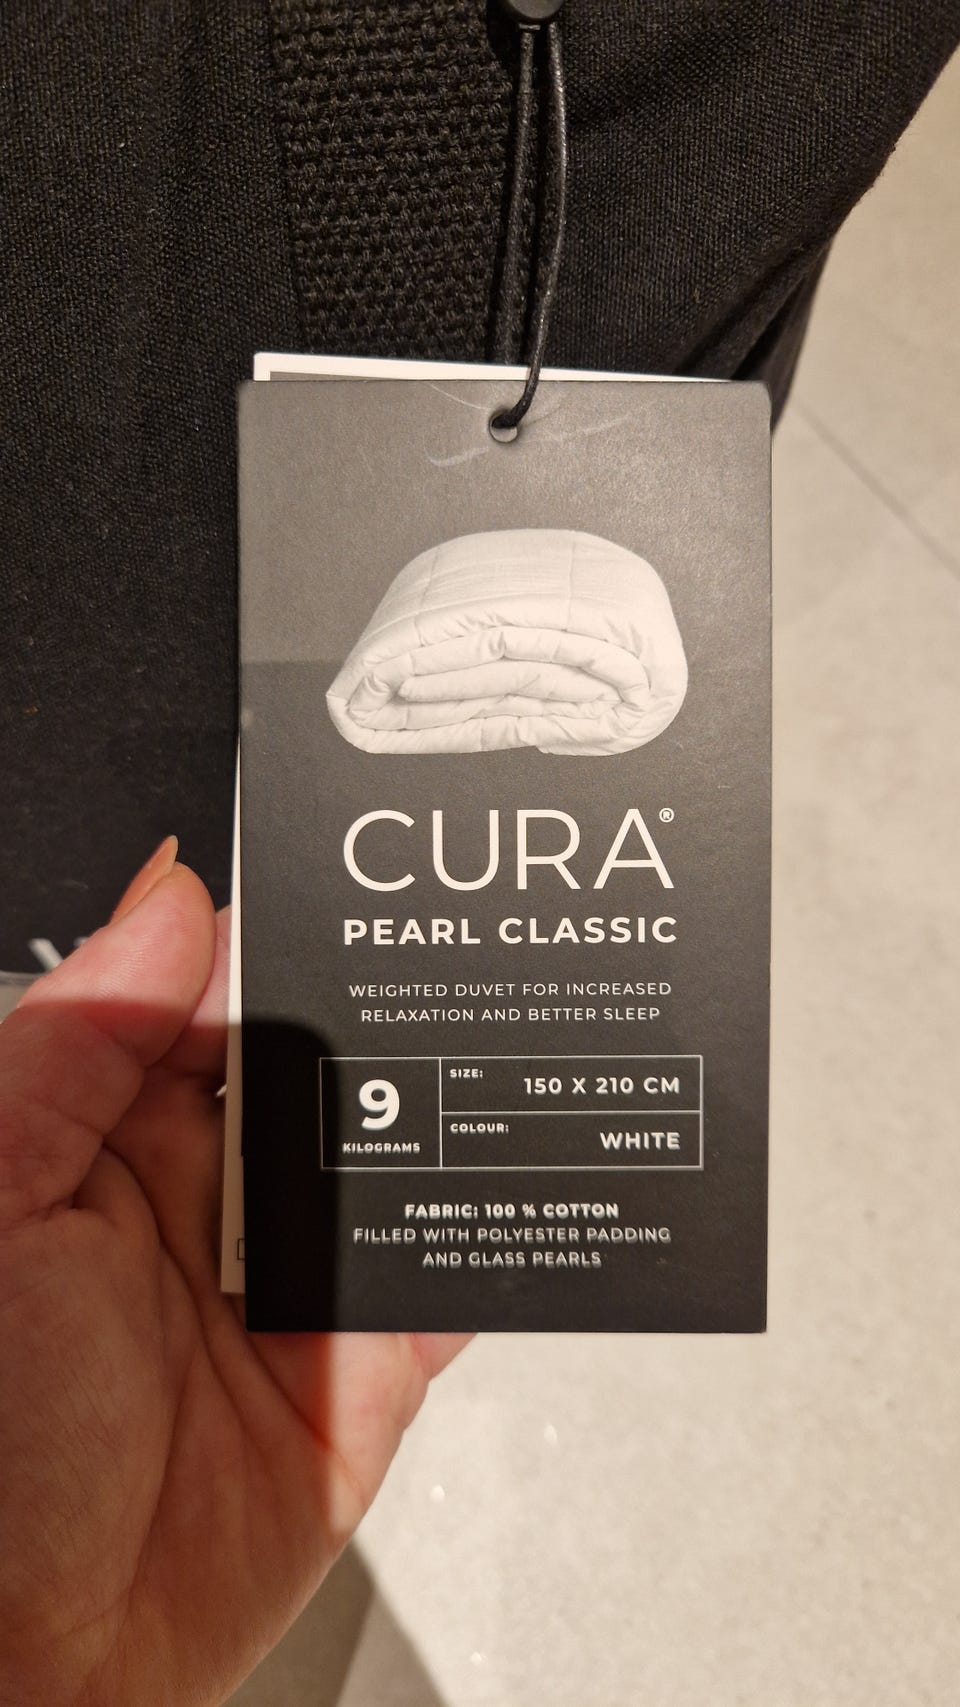 CURA®
PEARL CLASSIC
WEIGHTED DUVET FOR INCREASED
RELAXATION AND BETTER SLEEP
9
KILOGRAMS
SIZE:
150 X 210 CM
COLOUR:
WHITE
FABRIC: 100 % COTTON
FILLED WITH POLYESTER PADDING
AND GLASS PEARLS